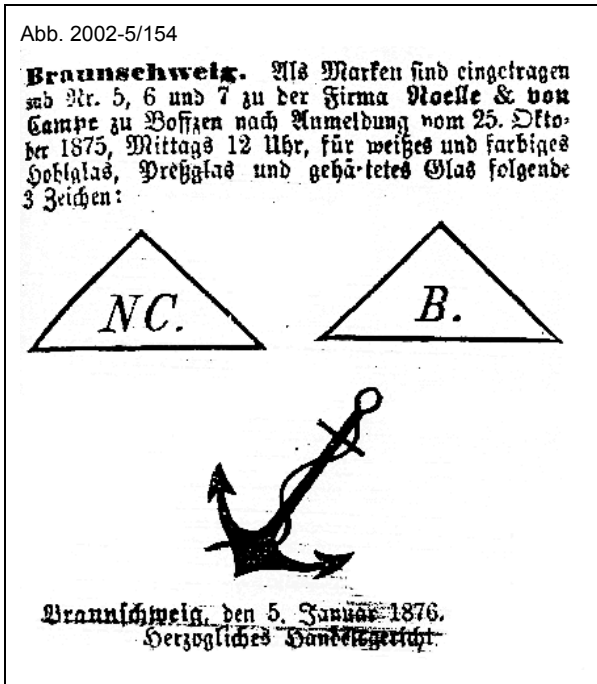 Abb. 2002-5/154
Braunschweig. Als Marken sind eingetragen
sub Nr. 5, 6 und 7 zu der Firma Noelle & von
Campe zu Boffzen nach Anmeldung vom 25. Okto-
ber 1875, Mittags 12 Uhr, für weißes und farbiges
Hohlglas, Preßglas und gehärtetes Glas folgende
3 Zeichen:
NC. B.
Braunschweig, den 5. Januar 1876.
Herzogliches Handelsgericht.